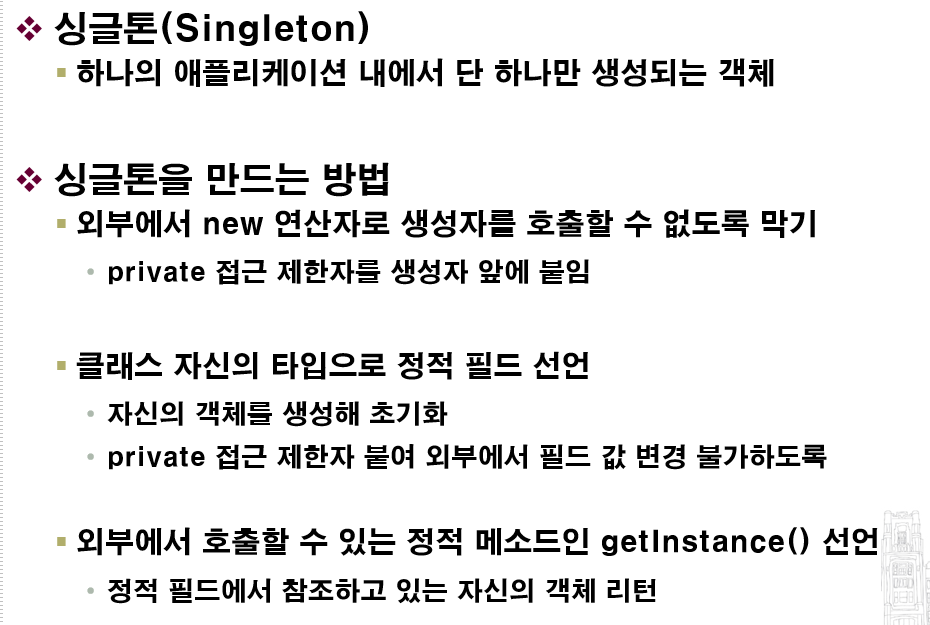 싱글톤(Singleton)
하나의 애플리케이션 내에서 단 하나만 생성되는 객체
싱글톤을 만드는 방법
외부에서 new 연산자로 생성자를 호출할 수 없도록 막기
private 접근 제한자를 생성자 앞에 붙임
클래스 자신의 타입으로 정적 필드 선언
자신의 객체를 생성해 초기화
private 접근 제한자 붙여 외부에서 필드 값 변경 불가하도록
외부에서 호출할 수 있는 정적 메소드인 getInstance() 선언
정적 필드에서 참조하고 있는 자신의 객체 리턴